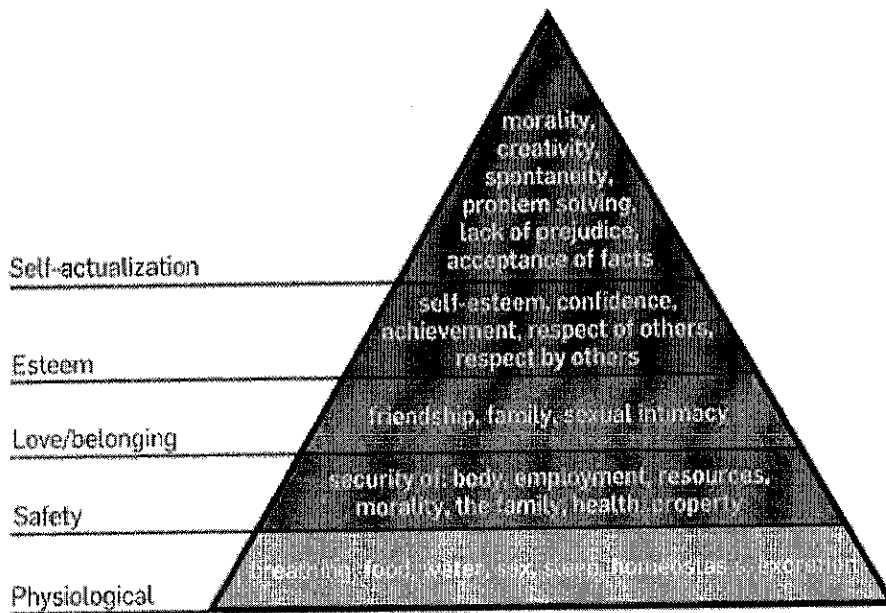 morality,
creativity,
spontaneity,
problem solving,
lack of prejudice,
acceptance of facts
Self-actualization
self-esteem, confidence,
achievement, respect of others,
respect by others
Esteem
friendship, family, sexual intimacy
Love/belonging
security of: body, employment, resources,
morality, the family, health, property
Safety
breathing, food, water, sex, sleep, homeostasis, excretion
Physiological